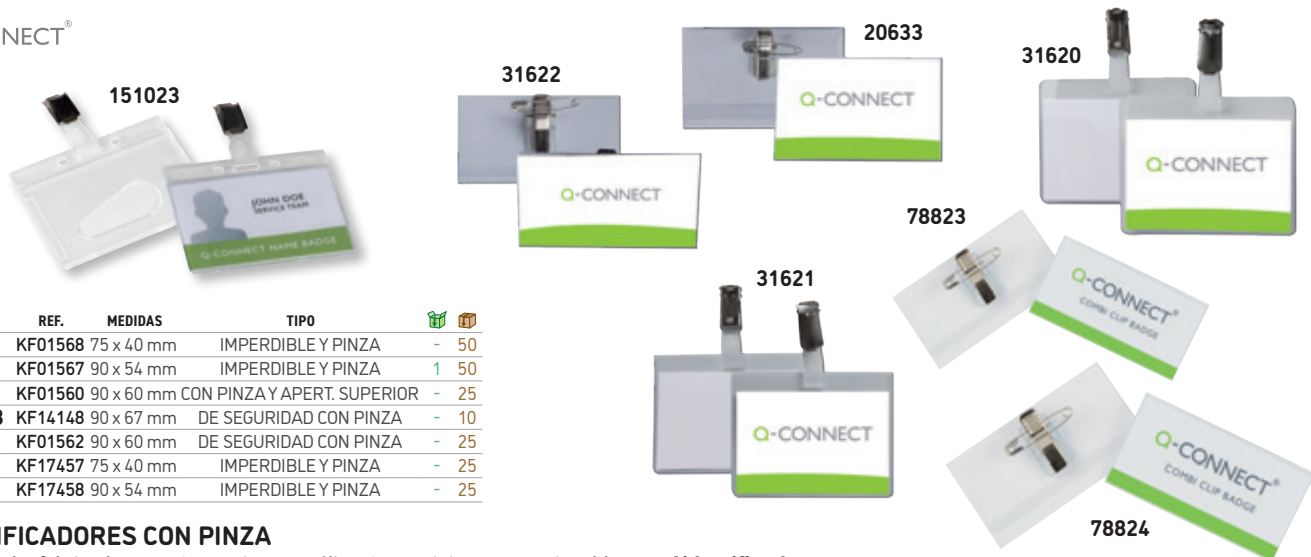 NECT®
151023
JOHN DOE
SERVICE TEAM
Q-CONNECT NAME BADGE
31622
Q-CONNECT
20633
Q-CONNECT
31620
Q-CONNECT
78823
Q-CONNECT®
COMBI CLIP BADGE
31621
Q-CONNECT
Q-CONNECT®
COMBI CLIP BADGE
78824
REF. MEDIDAS TIPO
KF01568 75 x 40 mm IMPERDIBLE Y PINZA - 50
KF01567 90 x 54 mm IMPERDIBLE Y PINZA 1 50
KF01560 90 x 60 mm CON PINZA Y APERT. SUPERIOR - 25
3 KF14148 90 x 67 mm DE SEGURIDAD CON PINZA - 10
KF01562 90 x 60 mm DE SEGURIDAD CON PINZA - 25
KF17457 75 x 40 mm IMPERDIBLE Y PINZA - 25
KF17458 90 x 54 mm IMPERDIBLE Y PINZA - 25
IFICADORES CON PINZA